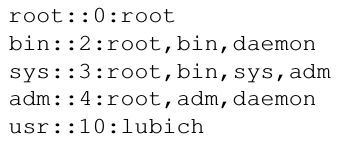 root::0:root
bin::2:root,bin,daemon
sys::3:root,bin,sys,adm
adm::4:root,adm,daemon
usr::10:lubich